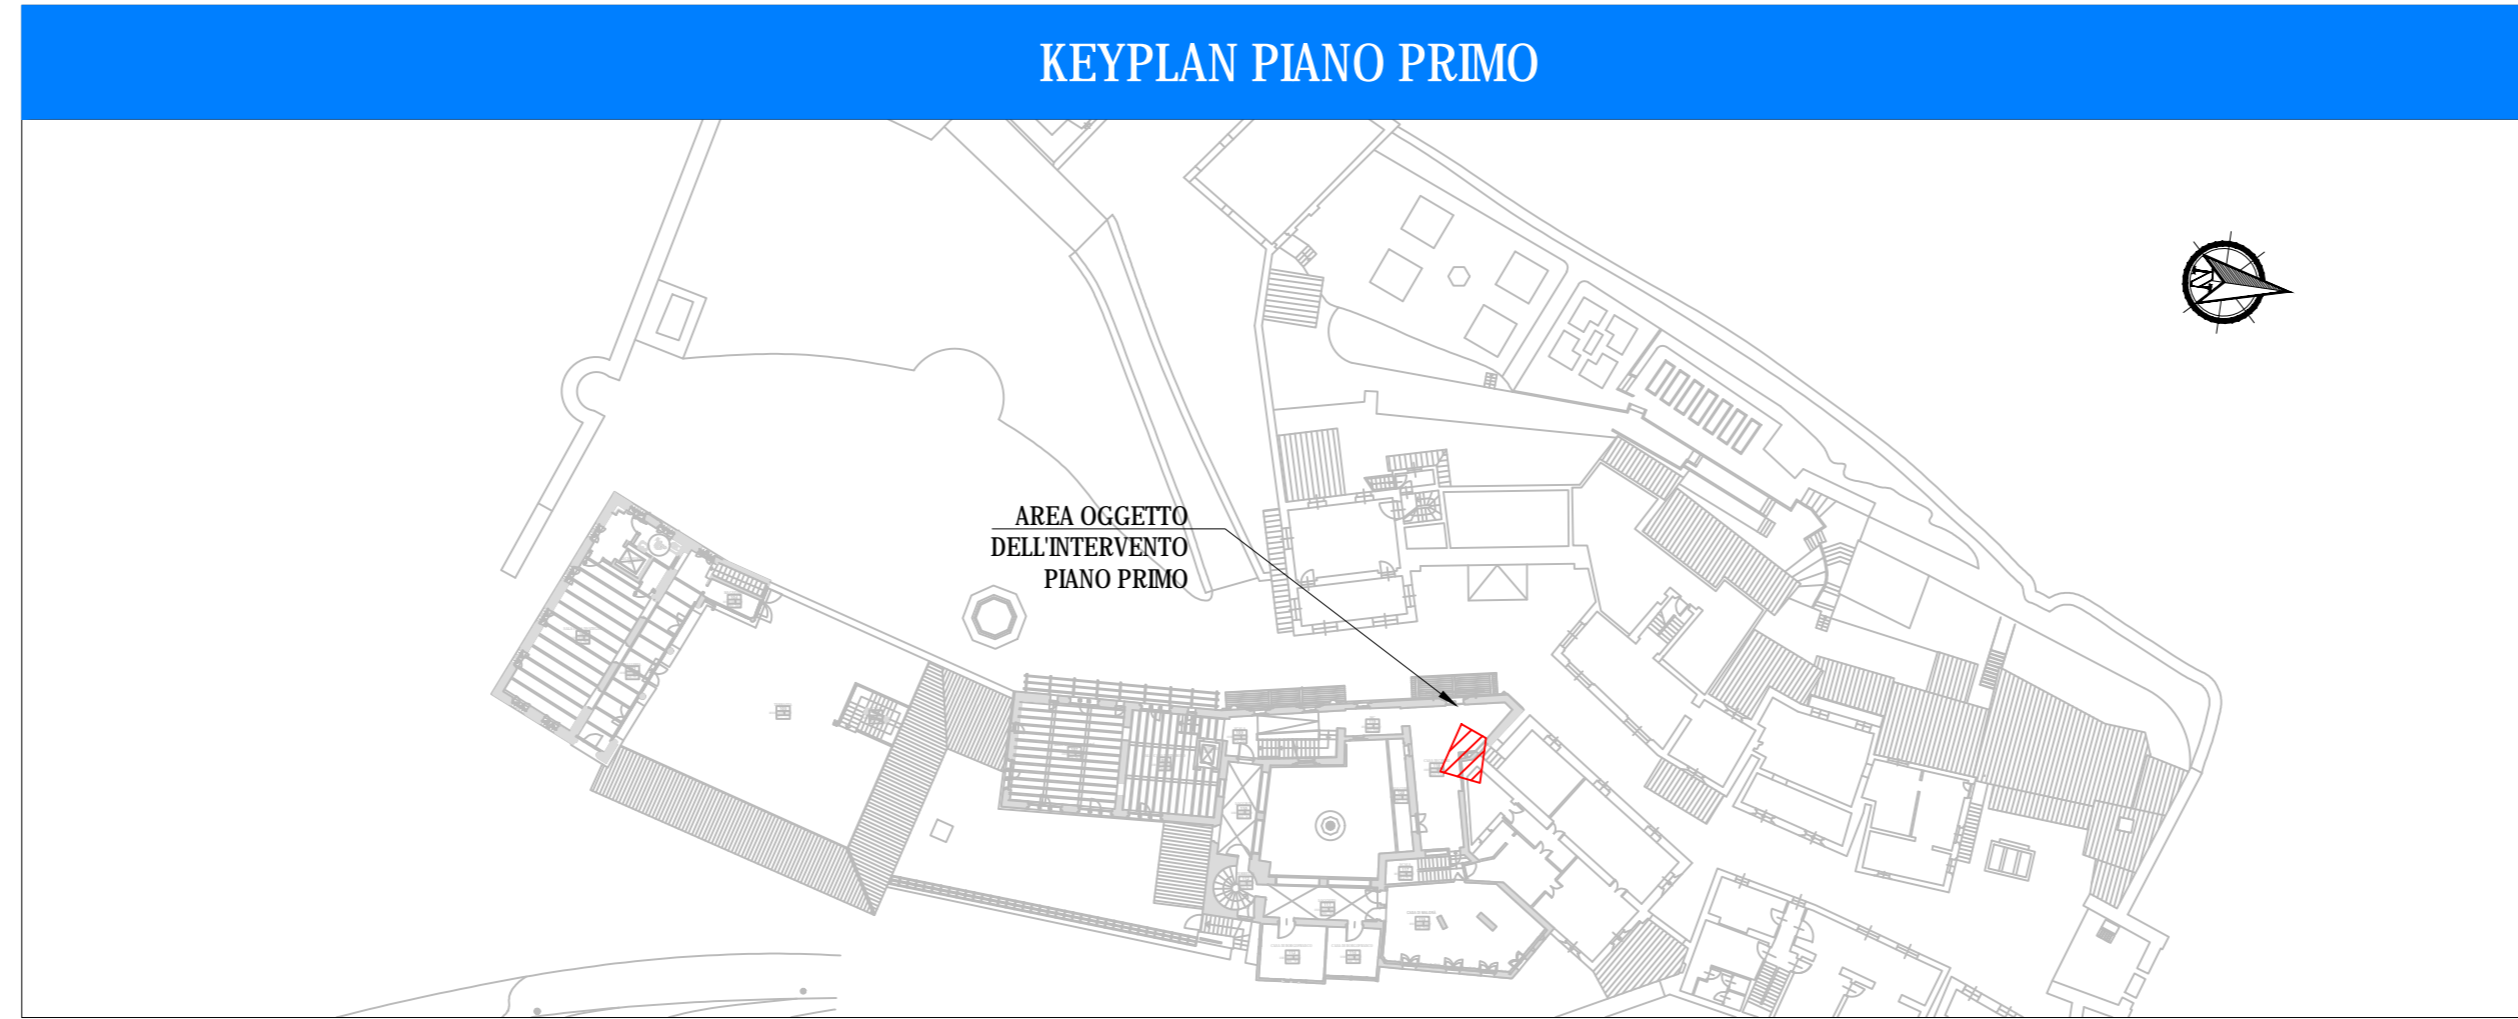 KEYPLAN PIANO PRIMO
AREA OGGETTO
DELL'INTERVENTO
PIANO PRIMO